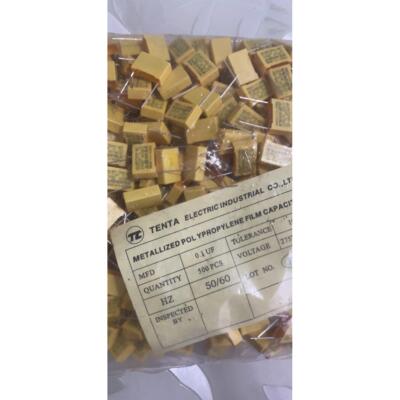 TE TENTA ELECTRIC INDUSTRIAL CO.,LT
METALLIZED POLYPROPYLENE FILM CAPACI
MFD 0.1 UF TOLERANCE
QUANTITY 500 PCS VOLTAGE
HZ 50/60 LOT NO.
INSPECTED
BY